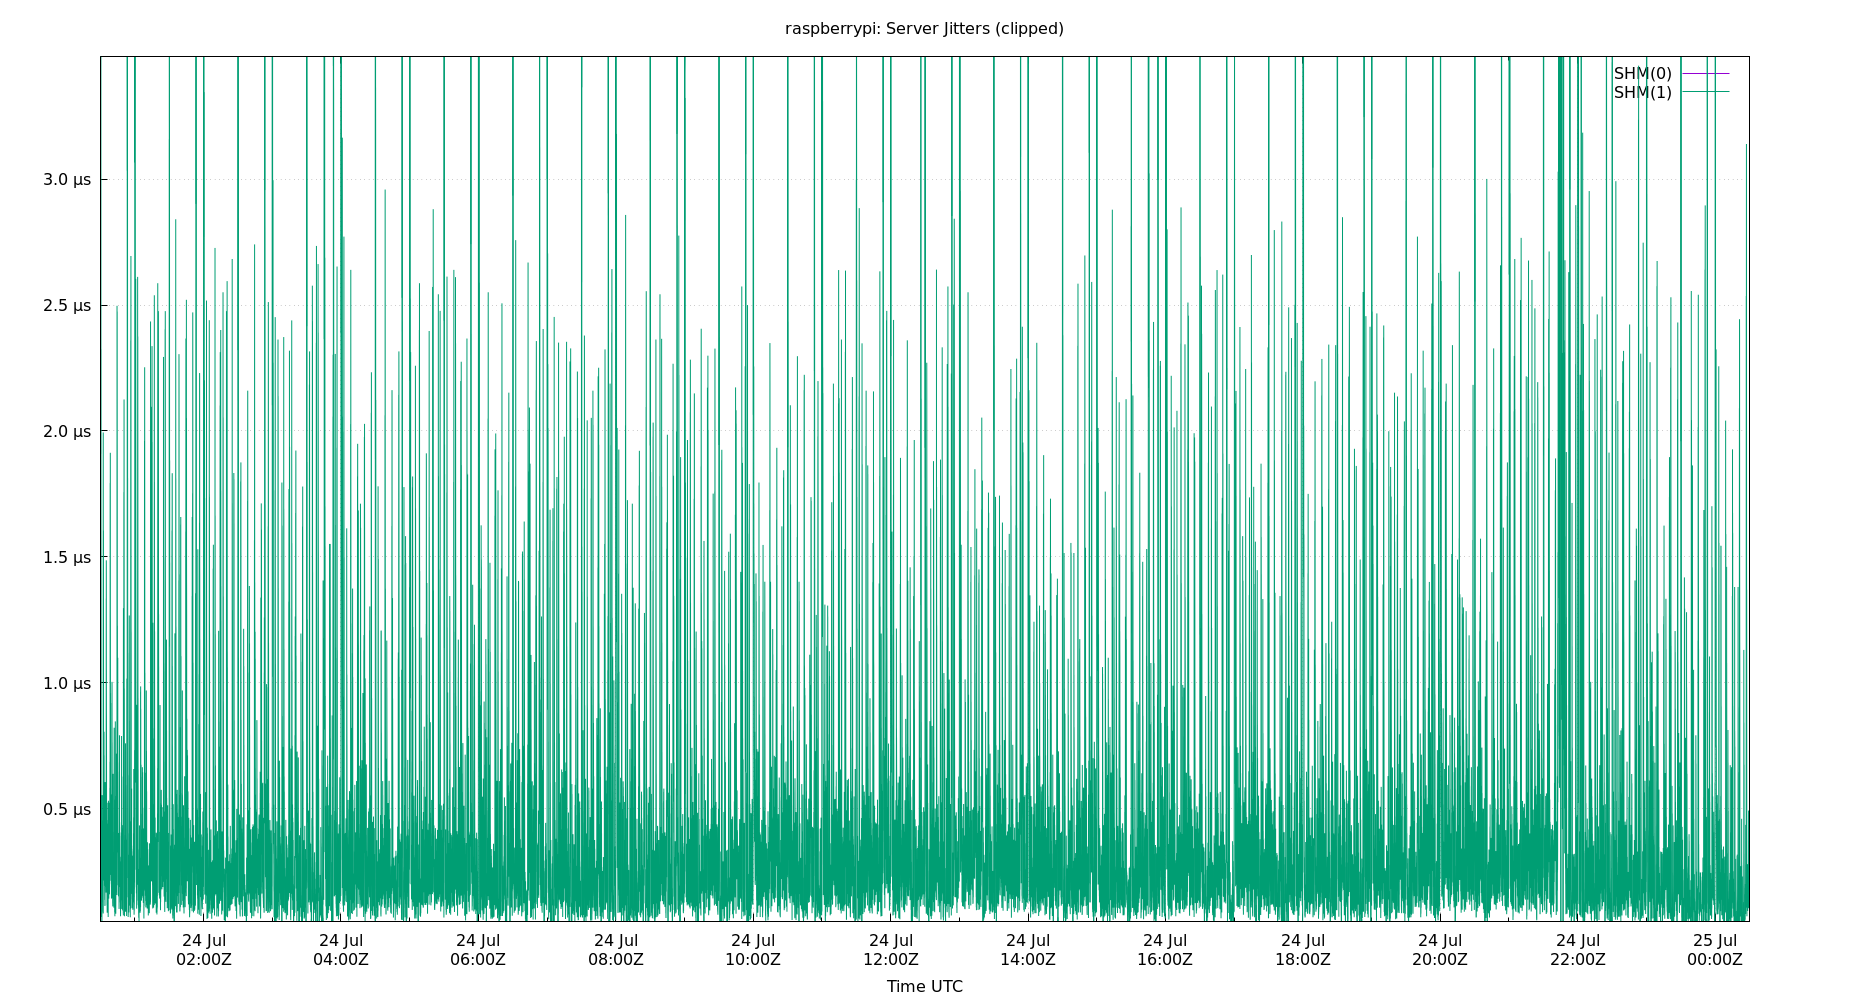 raspberrypi: Server Jitters (clipped)
SHM(0)
SHM(1)
3.0 µs
2.5 µs
2.0 µs
1.5 µs
1.0 µs
0.5 µs
24 Jul 24 Jul 24 Jul 24 Jul 24 Jul 24 Jul 24 Jul 24 Jul 24 Jul 24 Jul 24 Jul 25 Jul
02:00Z 04:00Z 06:00Z 08:00Z 10:00Z 12:00Z 14:00Z 16:00Z 18:00Z 20:00Z 22:00Z 00:00Z
Time UTC